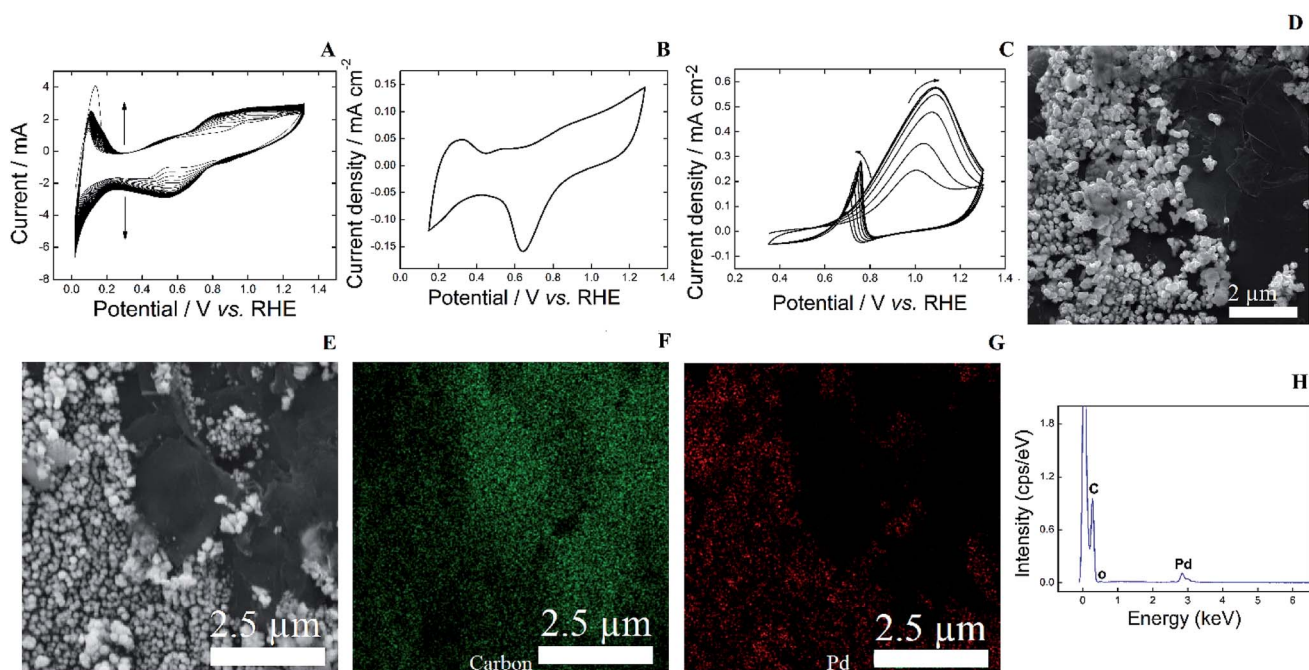 A
Current / mA
4
2
0
-2
-4
-6
-8
0.0 0.2 0.4 0.6 0.8 1.0 1.2 1.4
Potential / V vs. RHE
B
Current density / mA cm-2
0.15
0.10
0.05
0.00
0.05
0.10
0.15
0.0 0.2 0.4 0.6 0.8 1.0 1.2 1.4
Potential / V vs. RHE
C
Current density / mA cm-2
0.6
0.5
0.4
0.3
0.2
0.1
0.0
-0.1
0.2 0.4 0.6 0.8 1.0 1.2 1.4
Potential / V vs. RHE
D
2 µm
E
2.5 µm
F
Carbon
2.5 µm
G
Pd
2.5 µm
H
Intensity (cps/eV)
1.8
1.2
0.6
0.0
C
O
Pd
0 1 2 3 4 5 6
Energy (keV)